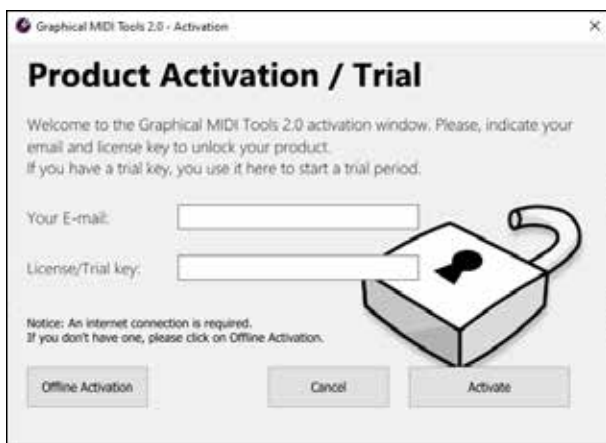 Graphical MIDI Tools 2.0 - Activation
Product Activation / Trial
Welcome to the Graphical MIDI Tools 2.0 activation window. Please, indicate your
email and license key to unlock your product.
If you have a trial key, you use it here to start a trial period.
Your E-mail:
License/Trial key:
Notice: An internet connection is required.
If you don't have one, please click on Offline Activation.
Offline Activation
Cancel
Activate